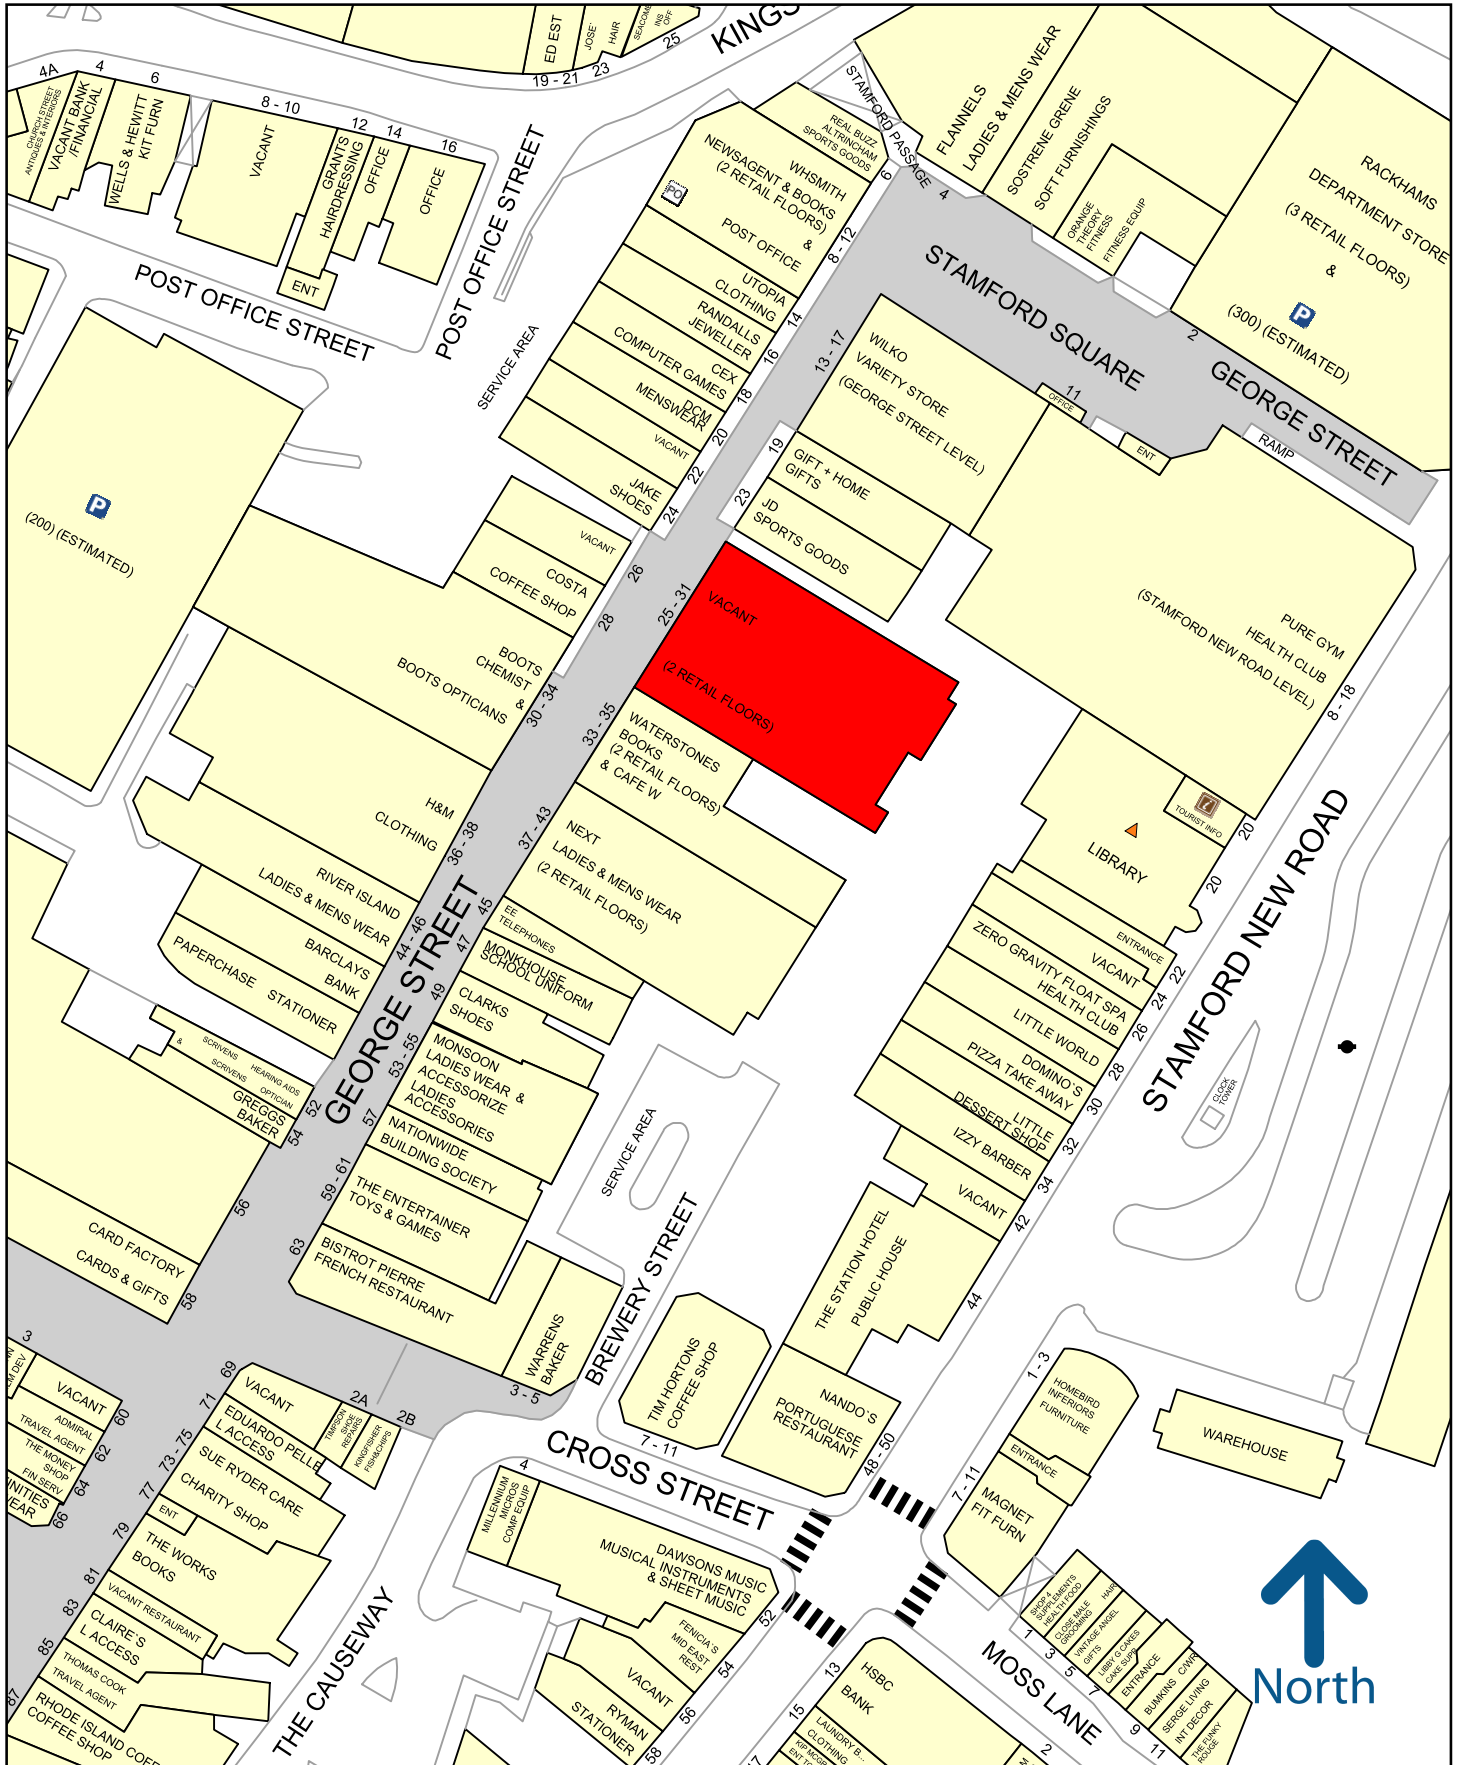 KINGS
ED EST
JOSE'
HAIR
SEACOMBE
INS
OFF
19 - 21
23
25
4A
4
6
8 - 10
12
14
16
CHURCH STREET
ANTIQUES & INTERIORS
VACANT BANK
/FINANCIAL
WELLS & HEWITT
KIT FURN
VACANT
GRANTS
HAIRDRESSING
OFFICE
OFFICE
ENT
POST OFFICE STREET
POST OFFICE STREET
SERVICE AREA
P
(200) (ESTIMATED)
STAMFORD PASSAGE
REAL BUZZ
ALTRINCHAM
SPORTS GOODS
6
WHSMITH
NEWSAGENT & BOOKS
(2 RETAIL FLOORS)
&
POST OFFICE
PO
8 - 12
UTOPIA
CLOTHING
14
RANDALLS
JEWELLER
16
CEX
COMPUTER GAMES
18
DCM
MENSWEAR
20
VACANT
22
JAKE
SHOES
24
VACANT
26
COSTA
COFFEE SHOP
28
BOOTS
CHEMIST
&
BOOTS OPTICIANS
30 - 34
H&M
CLOTHING
36 - 38
RIVER ISLAND
LADIES & MENS WEAR
44 - 46
BARCLAYS
BANK
PAPERCHASE
STATIONER
SCRIVENS
HEARING AIDS
&
SCRIVENS
OPTICIAN
52
GREGGS
BAKER
54
56
CARD FACTORY
CARDS & GIFTS
58
FLANNELS
LADIES & MENS WEAR
4
SOSTRENE GRENE
SOFT FURNISHINGS
ORANGE
THEORY
FITNESS
FITNESS EQUIP
RACKHAMS
DEPARTMENT STORE
(3 RETAIL FLOORS)
&
P
(300) (ESTIMATED)
2
STAMFORD SQUARE
GEORGE STREET
RAMP
13 - 17
WILKO
VARIETY STORE
(GEORGE STREET LEVEL)
11
OFFICE
ENT
19
GIFT + HOME
GIFTS
23
JD
SPORTS GOODS
25 - 31
VACANT
(2 RETAIL FLOORS)
33 - 35
WATERSTONES
BOOKS
(2 RETAIL FLOORS)
& CAFE W
37 - 43
NEXT
LADIES & MENS WEAR
(2 RETAIL FLOORS)
45
EE
TELEPHONES
47
MONKHOUSE
SCHOOL UNIFORM
49
CLARKS
SHOES
53 - 55
MONSOON
LADIES WEAR &
ACCESSORIZE
LADIES
ACCESSORIES
57
NATIONWIDE
BUILDING SOCIETY
59 - 61
THE ENTERTAINER
TOYS & GAMES
63
BISTROT PIERRE
FRENCH RESTAURANT
WARRENS
BAKER
3 - 5
GEORGE STREET
SERVICE AREA
BREWERY STREET
PURE GYM
HEALTH CLUB
(STAMFORD NEW ROAD LEVEL)
8 - 18
i
TOURIST INFO
20
LIBRARY
20
ENTRANCE
22
VACANT
24
ZERO GRAVITY FLOAT SPA
HEALTH CLUB
26
LITTLE WORLD
28
DOMINO`S
PIZZA TAKE AWAY
30
LITTLE
DESSERT SHOP
32
IZZY BARBER
34
VACANT
42
THE STATION HOTEL
PUBLIC HOUSE
44
NANDO`S
PORTUGUESE
RESTAURANT
48 - 50
STAMFORD NEW ROAD
CLOCK
TOWER
TIM HORTONS
COFFEE SHOP
7 - 11
CROSS STREET
1 - 3
HOMEBIRD
INFERIORS
FURNITURE
ENTRANCE
7 - 11
MAGNET
FIT FURN
WAREHOUSE
North
3
VACANT
60
ADMIRAL
TRAVEL AGENT
62
THE MONEY
SHOP
FIN SERV
64
66
69
VACANT
2A
TIMPSON
SHOE
REPAIRS
2B
KINGFISHER
FISH&CHIPS
71
EDUARDO PELLE
L ACCESS
73 - 75
SUE RYDER CARE
CHARITY SHOP
77
ENT
79
THE WORKS
BOOKS
81
VACANT RESTAURANT
83
CLAIRE`S
L ACCESS
85
THOMAS COOK
TRAVEL AGENT
87
RHODE ISLAND COFF
COFFEE SHOP
THE CAUSEWAY
4
MILLENNIUM
MICROS
COMP EQUIP
DAWSONS MUSIC
MUSICAL INSTRUMENTS
& SHEET MUSIC
52
FENICIA`S
MID EAST
REST
54
VACANT
56
RYMAN
STATIONER
58
13
HSBC
BANK
15
LAUNDRY B...
CLOTHING
17
2
MOSS LANE
SHOP 4
SUPPLEMENTS
HEALTH FOOD
1
CLOSE MALE
GROOMING
HAIR
3
VINTAGE ANGEL
GIFTS
5
LIBBY G CAKES
CAKE SUPP
7
ENTRANCE
BUMKINS
C/WR
9
SERGE LIVING
INT DECOR
11
THE FUNKY
ROUGE